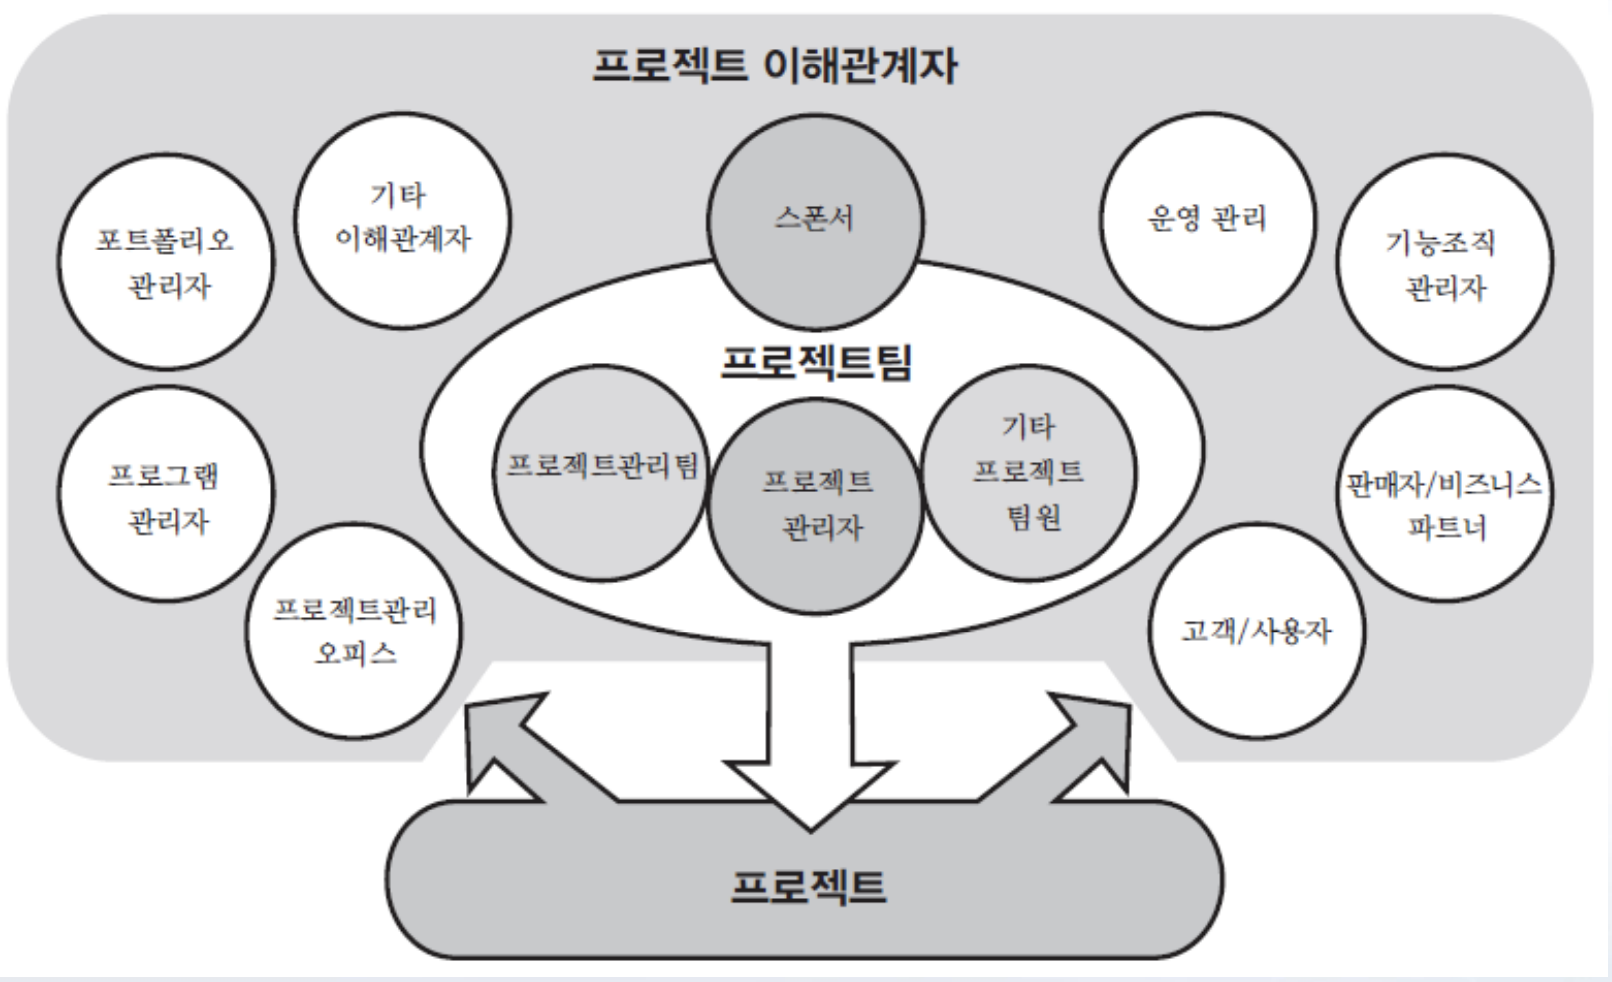 프로젝트 이해관계자
포트폴리오
관리자
기타
이해관계자
스폰서
운영 관리
기능조직
관리자
프로젝트팀
프로젝트관리팀
프로젝트
관리자
기타
프로젝트
팀원
프로그램
관리자
판매자/비즈니스
파트너
프로젝트관리
오피스
고객/사용자
프로젝트